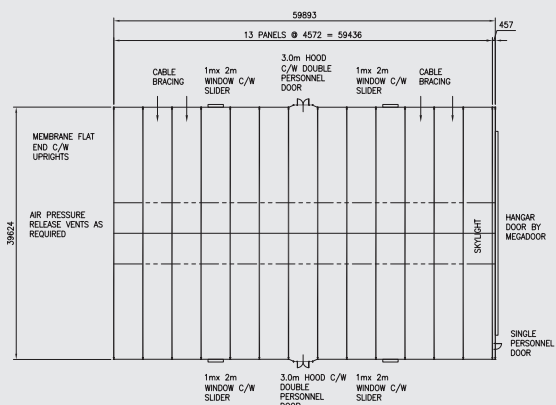 59893
457
13 PANELS @ 4572 = 59436
CABLE
BRACING
1mx 2m
WINDOW C/W
SLIDER
3.0m HOOD
C/W DOUBLE
PERSONNEL
DOOR
1mx 2m
WINDOW C/W
SLIDER
CABLE
BRACING
MEMBRANE FLAT
END C/W
UPRIGHTS
AIR PRESSURE
RELEASE VENTS AS
REQUIRED
39624
SKYLIGHT
HANGAR
DOOR BY
MEGADOOR
SINGLE
PERSONNEL
DOOR
1mx 2m
WINDOW C/W
SLIDER
3.0m HOOD C/W
DOUBLE
PERSONNEL
DOOR
1mx 2m
WINDOW C/W
SLIDER